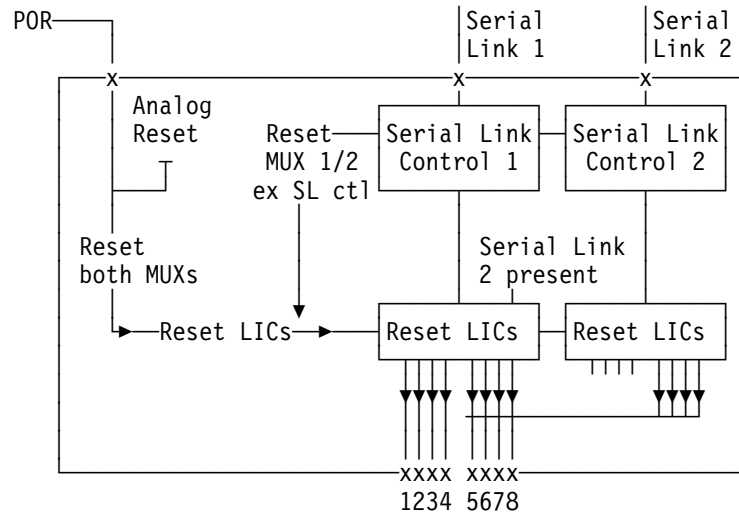 POR
Serial Link 1
Serial Link 2
x x x
Analog Reset
Reset MUX 1/2 ex SL ctl
Serial Link Control 1
Serial Link Control 2
Reset both MUXs
Serial Link 2 present
Reset LICs
Reset LICs
Reset LICs
xxxx xxxx
1234 5678